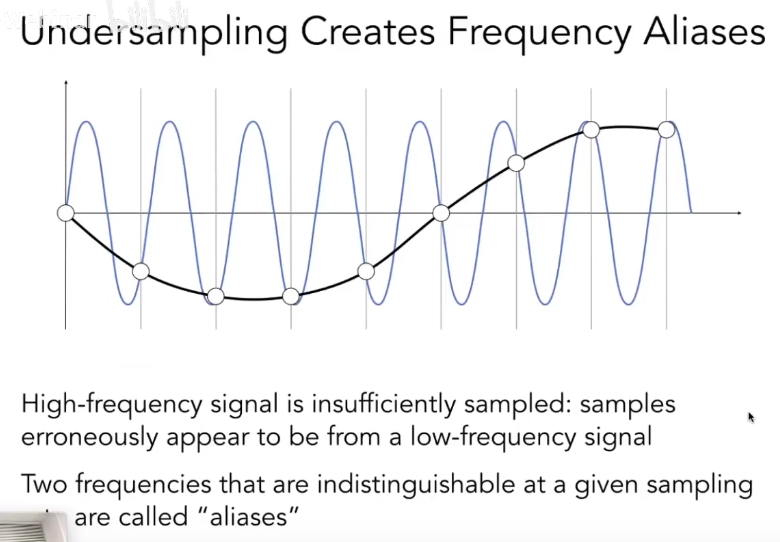 Undersampling Creates Frequency Aliases
High-frequency signal is insufficiently sampled: samples
erroneously appear to be from a low-frequency signal
Two frequencies that are indistinguishable at a given sampling
are called “aliases”